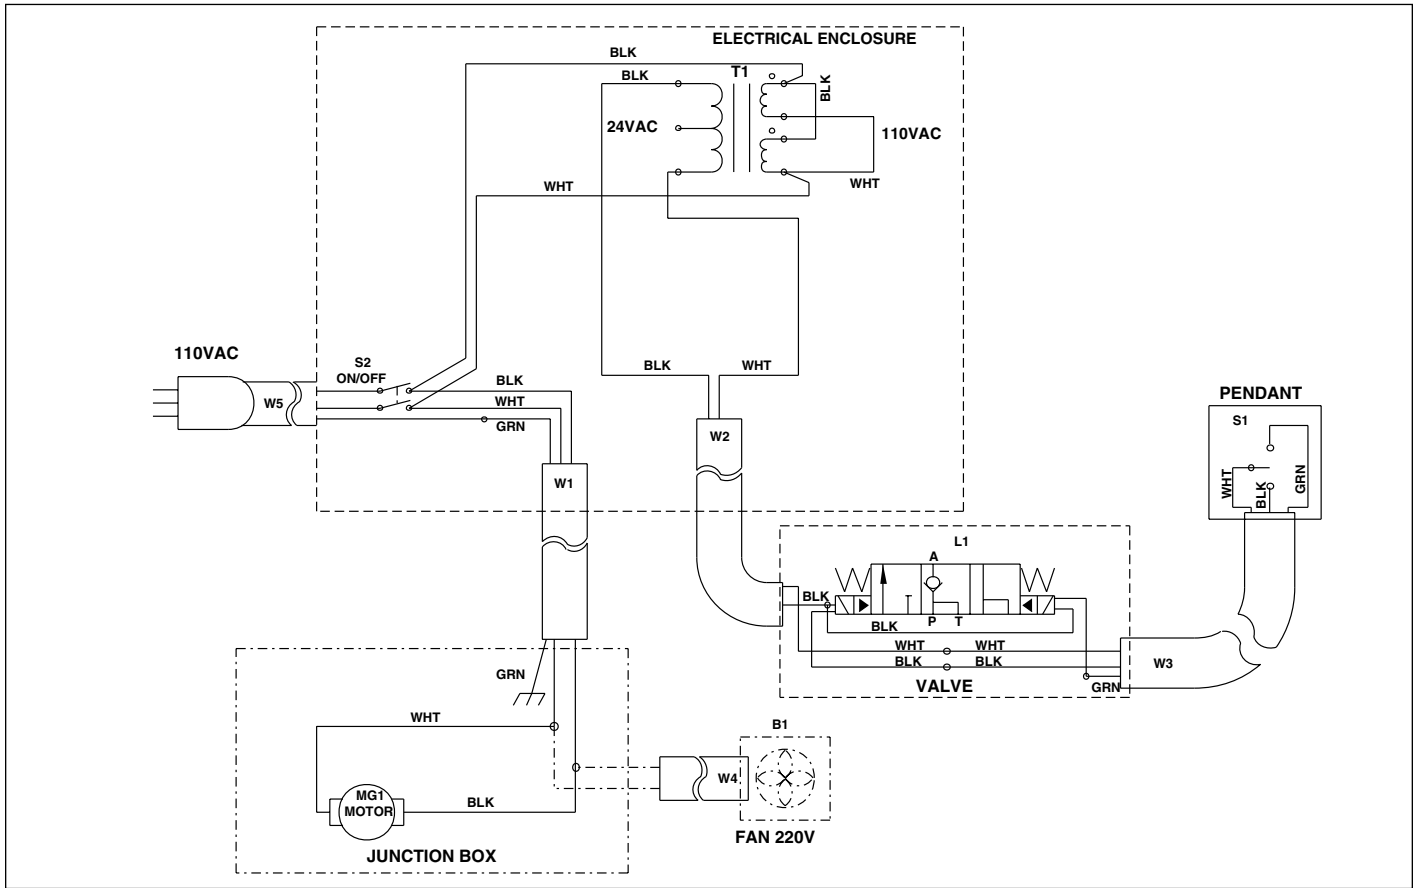 ELECTRICAL ENCLOSURE
BLK
BLK
T1
BLK
24VAC
110VAC
WHT
WHT
110VAC
S2
ON/OFF
BLK
WHT
W5
BLK
WHT
GRN
W2
W1
PENDANT
S1
WHT
BLK
GRN
L1
A
BLK
P T
BLK
WHT WHT
BLK BLK
W3
VALVE
GRN
GRN
WHT
B1
W4
MG1
MOTOR
BLK
FAN 220V
JUNCTION BOX